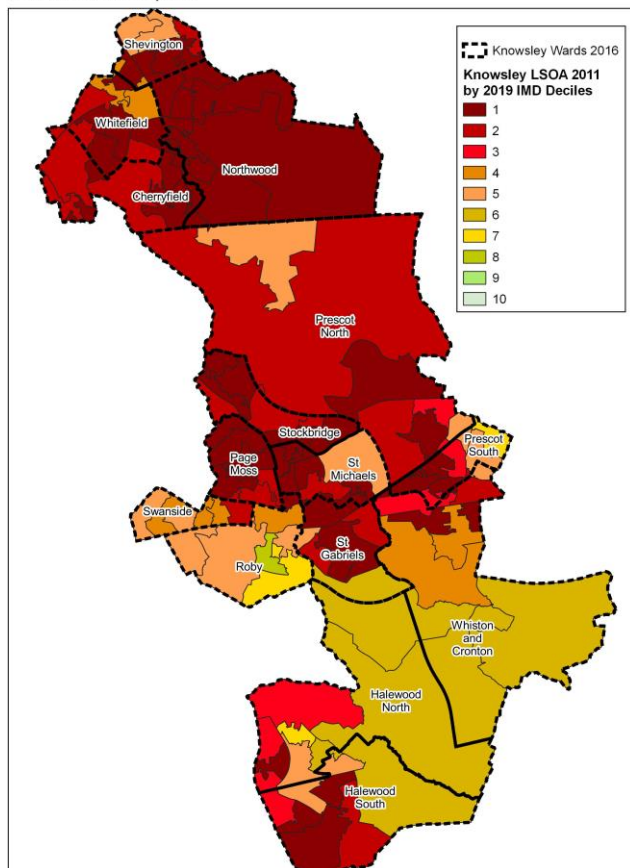 Shevington
Whitefield
Northwood
Cherryfield
Prescot
North
Stockbridge
Prescot
South
Page
Moss
St
Michaels
Swanside
St
Gabriels
Roby
Whiston
and
Cronton
Halewood
North
Halewood
South
Knowsley Wards 2016
Knowsley LSOA 2011
by 2019 IMD Deciles
1
2
3
4
5
6
7
8
9
10